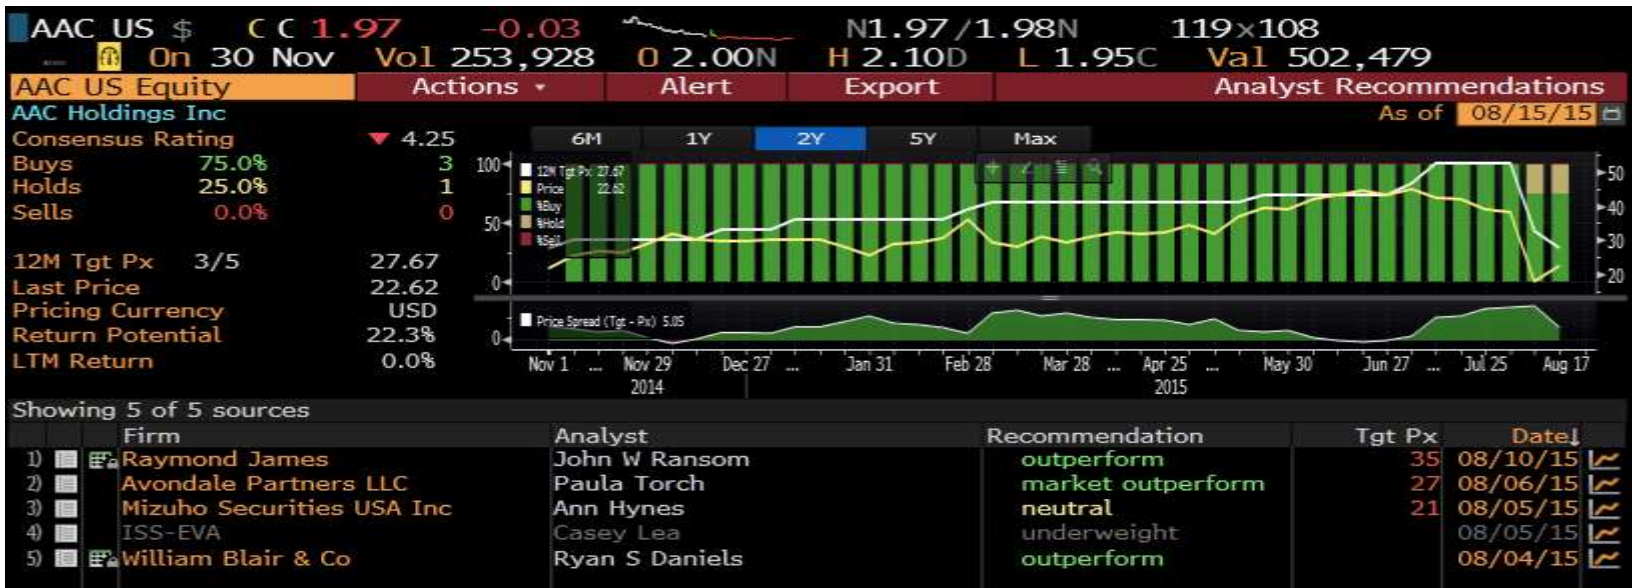 AAC US $ C C 1.97 -0.03 N1.97/1.98N 119x108
On 30 Nov Vol 253,928 O 2.00N H 2.10D L 1.95C Val 502,479
AAC US Equity Actions Alert Export Analyst Recommendations
AAC Holdings Inc As of 08/15/15
Consensus Rating 4.25
6M 1Y 2Y 5Y Max
Buys 75.0% 3
Holds 25.0% 1
Sells 0.0% 0
12M Tgt Px 3/5 27.67
Last Price 22.62
Pricing Currency USD
Return Potential 22.3%
LTM Return 0.0%
100
50
0
12M Tgt Px 27.67
Price 22.62
%Buy
%Hold
%Sell
50
40
30
20
Price Spread (Tgt - Px) 5.05
0
Nov 1 ... Nov 29 Dec 27 ... Jan 31 Feb 28 Mar 28 ... Apr 25 ... May 30 Jun 27 ... Jul 25 Aug 17
2014 2015
Showing 5 of 5 sources
Firm Analyst Recommendation Tgt Px Date↓
1) Raymond James John W Ransom outperform 35 08/10/15
2) Avondale Partners LLC Paula Torch market outperform 27 08/06/15
3) Mizuho Securities USA Inc Ann Hynes neutral 21 08/05/15
4) ISS-EVA Casey Lea underweight 08/05/15
5) William Blair & Co Ryan S Daniels outperform 08/04/15